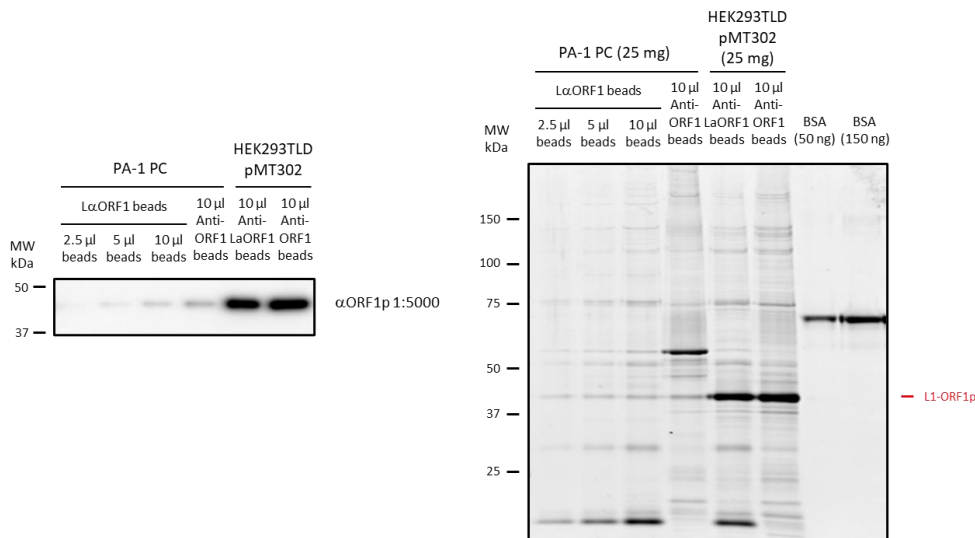 HEK293TLD
pMT302
PA-1 PC
LαORF1 beads
2.5 µl
beads
5 µl
beads
10 µl
beads
10 µl
Anti-
ORF1
beads
10 µl
Anti-
LaORF1
beads
10 µl
Anti-
ORF1
beads
MW
kDa
50
37
αORF1p 1:5000
HEK293TLD
pMT302
(25 mg)
PA-1 PC (25 mg)
LαORF1 beads
2.5 µl
beads
5 µl
beads
10 µl
beads
10 µl
Anti-
ORF1
beads
10 µl
Anti-
LaORF1
beads
10 µl
Anti-
ORF1
beads
BSA
(50 ng)
BSA
(150 ng)
MW
kDa
150
100
75
50
37
25
L1-ORF1p